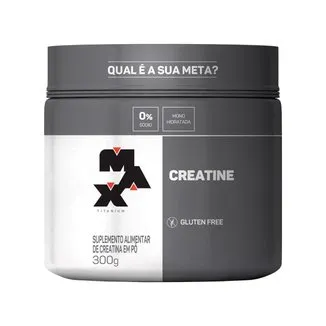 QUAL É A SUA META?
0%
SÓDIO
MONO
HIDRATADA
MAX
TITANIUM
CREATINE
GLUTEN FREE
SUPLEMENTO ALIMENTAR
DE CREATINA EM PÓ
300g